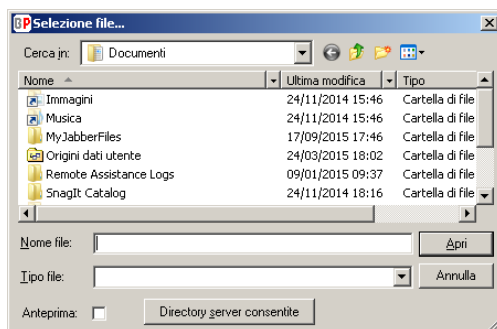 BP Selezione file...
Cerca in: Documenti
Nome Ultima modifica Tipo
Immagini 24/11/2014 15:46 Cartella di file
Musica 24/11/2014 15:46 Cartella di file
MyJabberFiles 17/09/2015 17:46 Cartella di file
Origini dati utente 24/03/2015 18:02 Cartella di file
Remote Assistance Logs 09/01/2015 09:37 Cartella di file
SnagIt Catalog 24/11/2014 18:16 Cartella di file
Nome file: Apri
Tipo file: Annulla
Anteprima: Directory server consentite